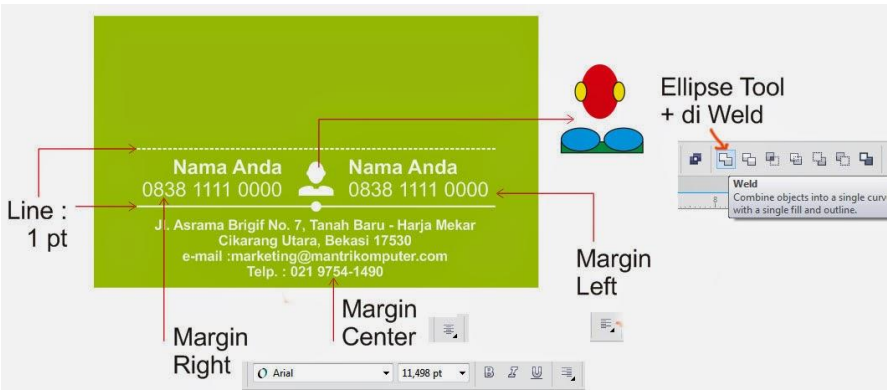 Ellipse Tool
+ di Weld
Weld
Combine objects into a single curve
with a single fill and outline.
8
Nama Anda
0838 1111 0000
Nama Anda
0838 1111 0000
Line :
1 pt
Jl. Asrama Brigif No. 7, Tanah Baru - Harja Mekar
Cikarang Utara, Bekasi 17530
e-mail :marketing@mantrikomputer.com
Telp. : 021 9754-1490
Margin
Left
Margin
Center
Margin
Right
Arial
11,498 pt
B I U